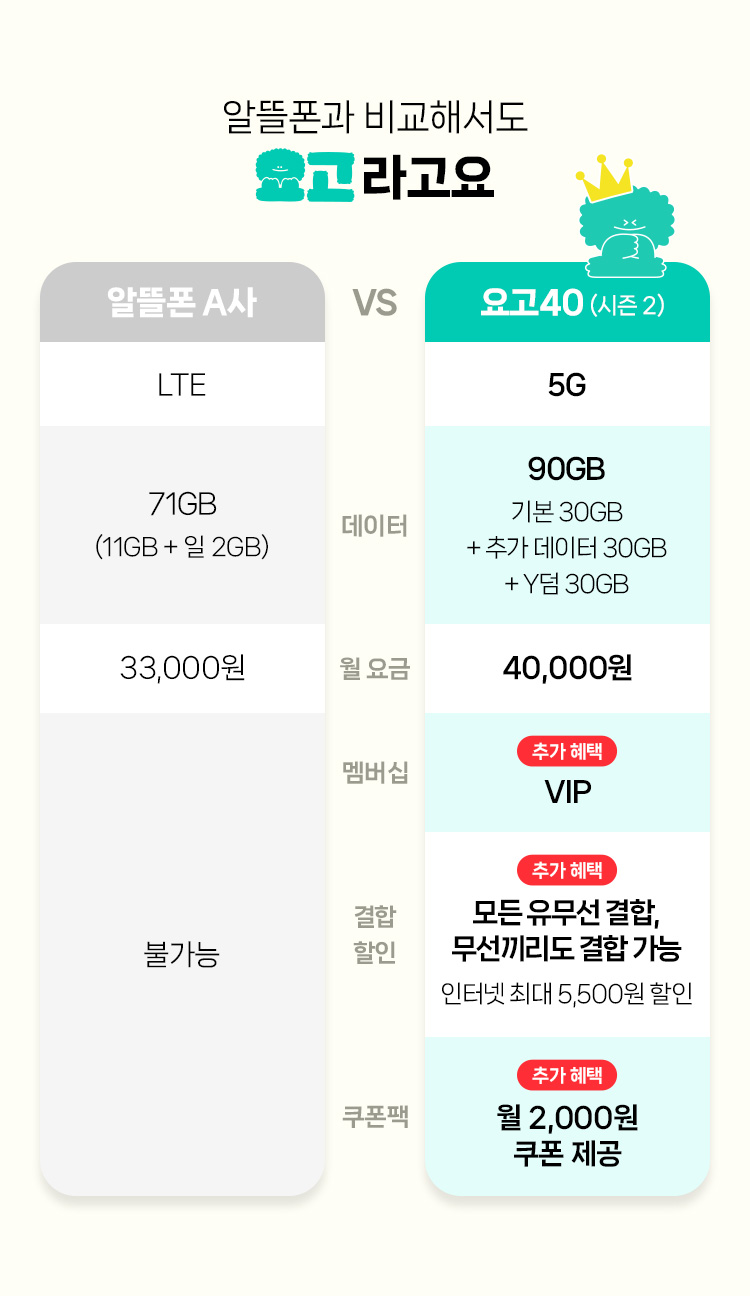 알뜰폰과 비교해서도
요고라고요
알뜰폰 A사
VS
요고40 (시즌 2)
LTE
5G
71GB
(11GB + 일 2GB)
데이터
90GB
기본 30GB
+ 추가 데이터 30GB
+ Y덤 30GB
33,000원
월 요금
40,000원
불가능
멤버십
추가 혜택
VIP
결합
할인
추가 혜택
모든 유무선 결합,
무선끼리도 결합 가능
인터넷 최대 5,500원 할인
쿠폰팩
추가 혜택
월 2,000원
쿠폰 제공